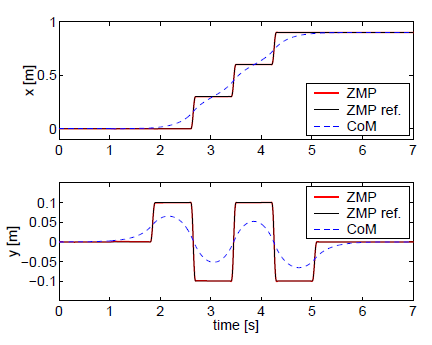 1
0.5
0
x [m]
ZMP
ZMP ref.
CoM
0 1 2 3 4 5 6 7
0.1
0.05
0
−0.05
−0.1
y [m]
ZMP
ZMP ref.
CoM
0 1 2 3 4 5 6 7
time [s]